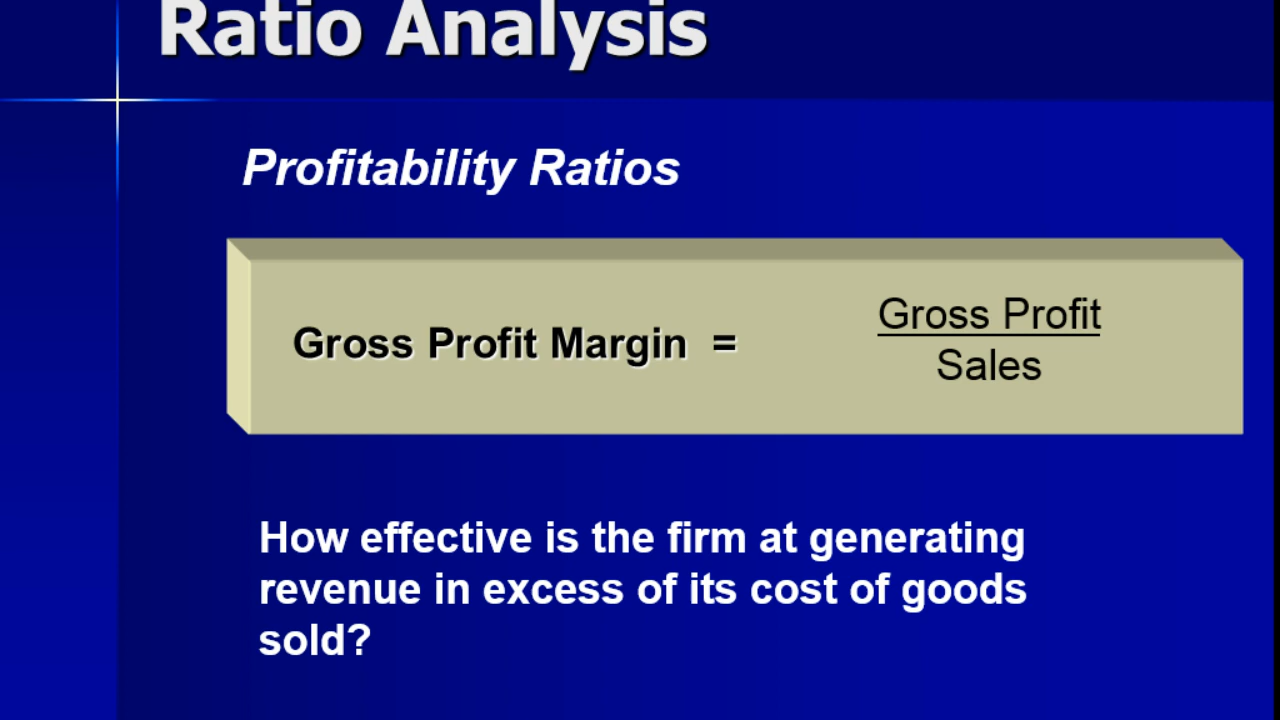 Ratio Analysis
Profitability Ratios
Gross Profit Margin =
Gross Profit
Sales
How effective is the firm at generating
revenue in excess of its cost of goods
sold?